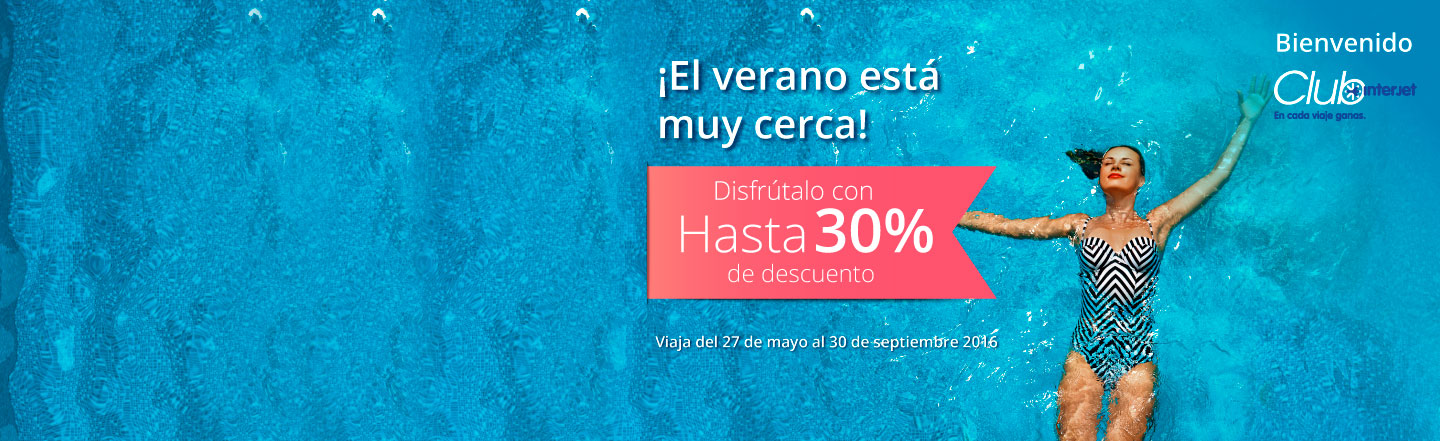 ¡El verano está
muy cerca!
Disfrútalo con
Hasta 30%
de descuento
Viaja del 27 de mayo al 30 de septiembre 2016
Bienvenido
Club interjet
En cada viaje ganas.